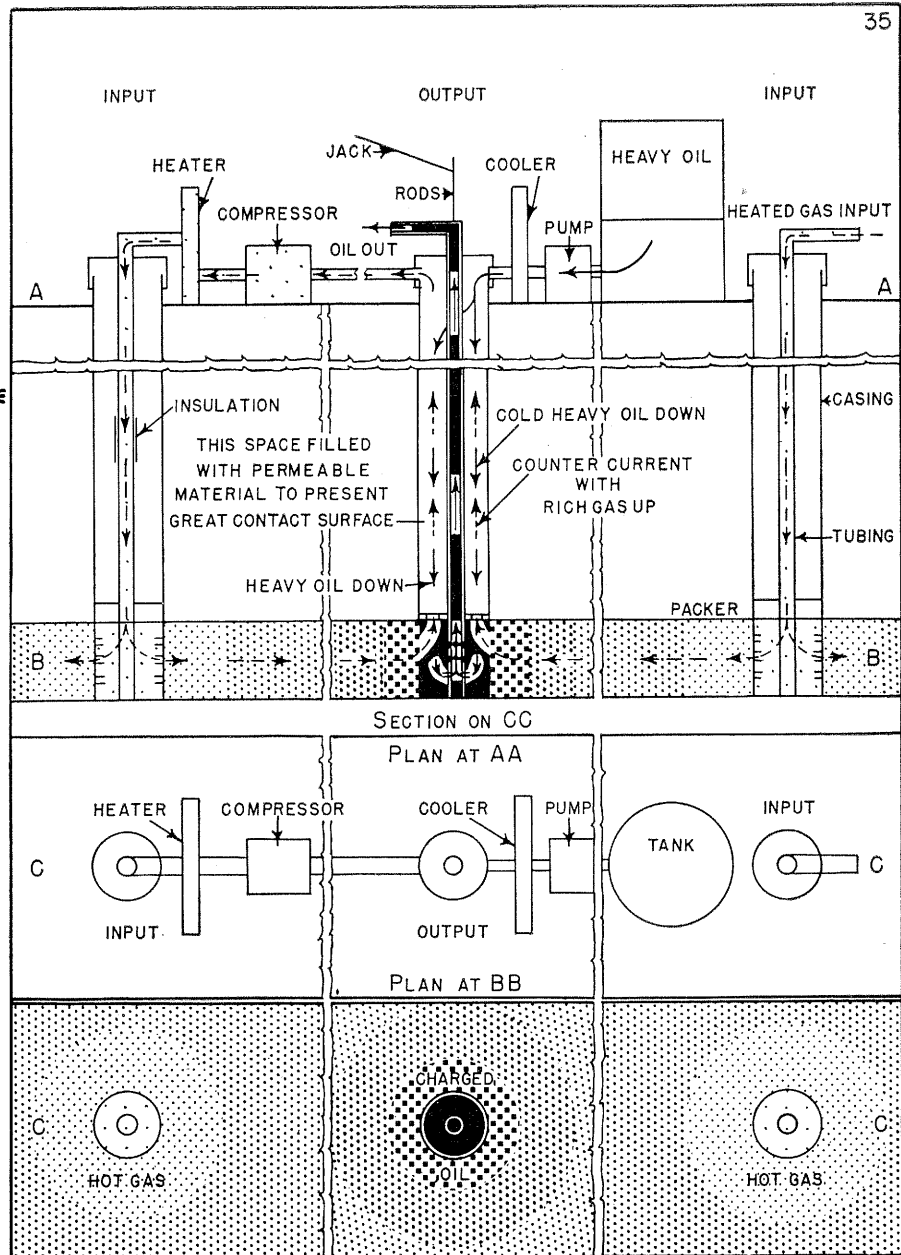 35
INPUT
OUTPUT
INPUT
JACK
HEATER
COOLER
HEAVY OIL
RODS
COMPRESSOR
PUMP
HEATED GAS INPUT
OIL OUT
A
A
INSULATION
COLD HEAVY OIL DOWN
CASING
THIS SPACE FILLED
WITH PERMEABLE
MATERIAL TO PRESENT
GREAT CONTACT SURFACE
COUNTER CURRENT
WITH
RICH GAS UP
TUBING
HEAVY OIL DOWN
PACKER
B
B
SECTION ON CC
PLAN AT AA
HEATER
COMPRESSOR
COOLER
PUMP
INPUT
TANK
C
C
INPUT
OUTPUT
PLAN AT BB
CHARGED
C
C
HOT GAS
OIL
HOT GAS